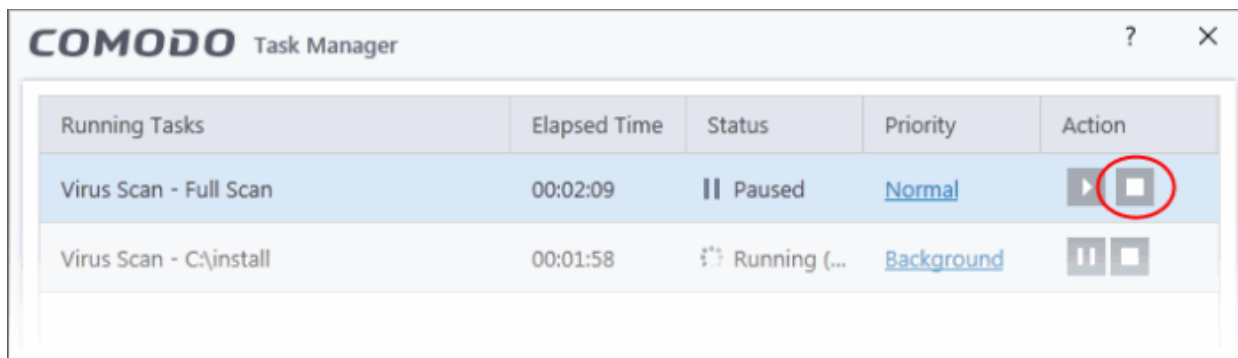 COMODO Task Manager ? ×
Running Tasks Elapsed Time Status Priority Action
Virus Scan - Full Scan 00:02:09 Paused Normal
Virus Scan - C:\install 00:01:58 Running (... Background